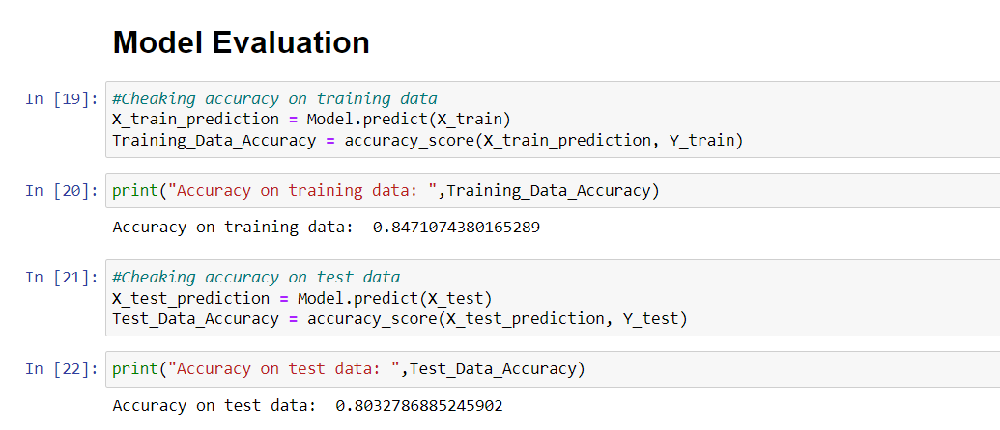 Model Evaluation
In [19]: #Cheaking accuracy on training data
X_train_prediction = Model.predict(X_train)
Training_Data_Accuracy = accuracy_score(X_train_prediction, Y_train)
In [20]: print("Accuracy on training data: ",Training_Data_Accuracy)
Accuracy on training data:  0.8471074380165289
In [21]: #Cheaking accuracy on test data
X_test_prediction = Model.predict(X_test)
Test_Data_Accuracy = accuracy_score(X_test_prediction, Y_test)
In [22]: print("Accuracy on test data: ",Test_Data_Accuracy)
Accuracy on test data:  0.8032786885245902